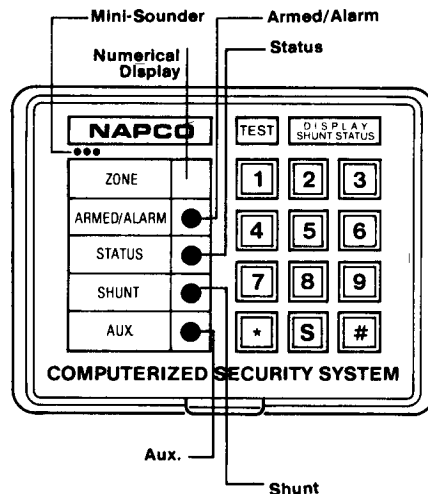 Mini-Sounder
Armed/Alarm
Numerical
Display
Status
NAPCO
TEST
DISPLAY
SHUNT STATUS
ZONE
ARMED/ALARM
STATUS
SHUNT
AUX
1 2 3
4 5 6
7 8 9
* S #
COMPUTERIZED SECURITY SYSTEM
Aux.
Shunt